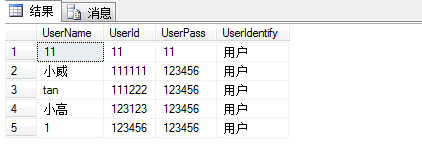 结果 消息
UserName UserId UserPass UserIdentify
1 11 11 11 用户
2 小威 111111 123456 用户
3 tan 111222 123456 用户
4 小高 123123 123456 用户
5 1 123456 123456 用户